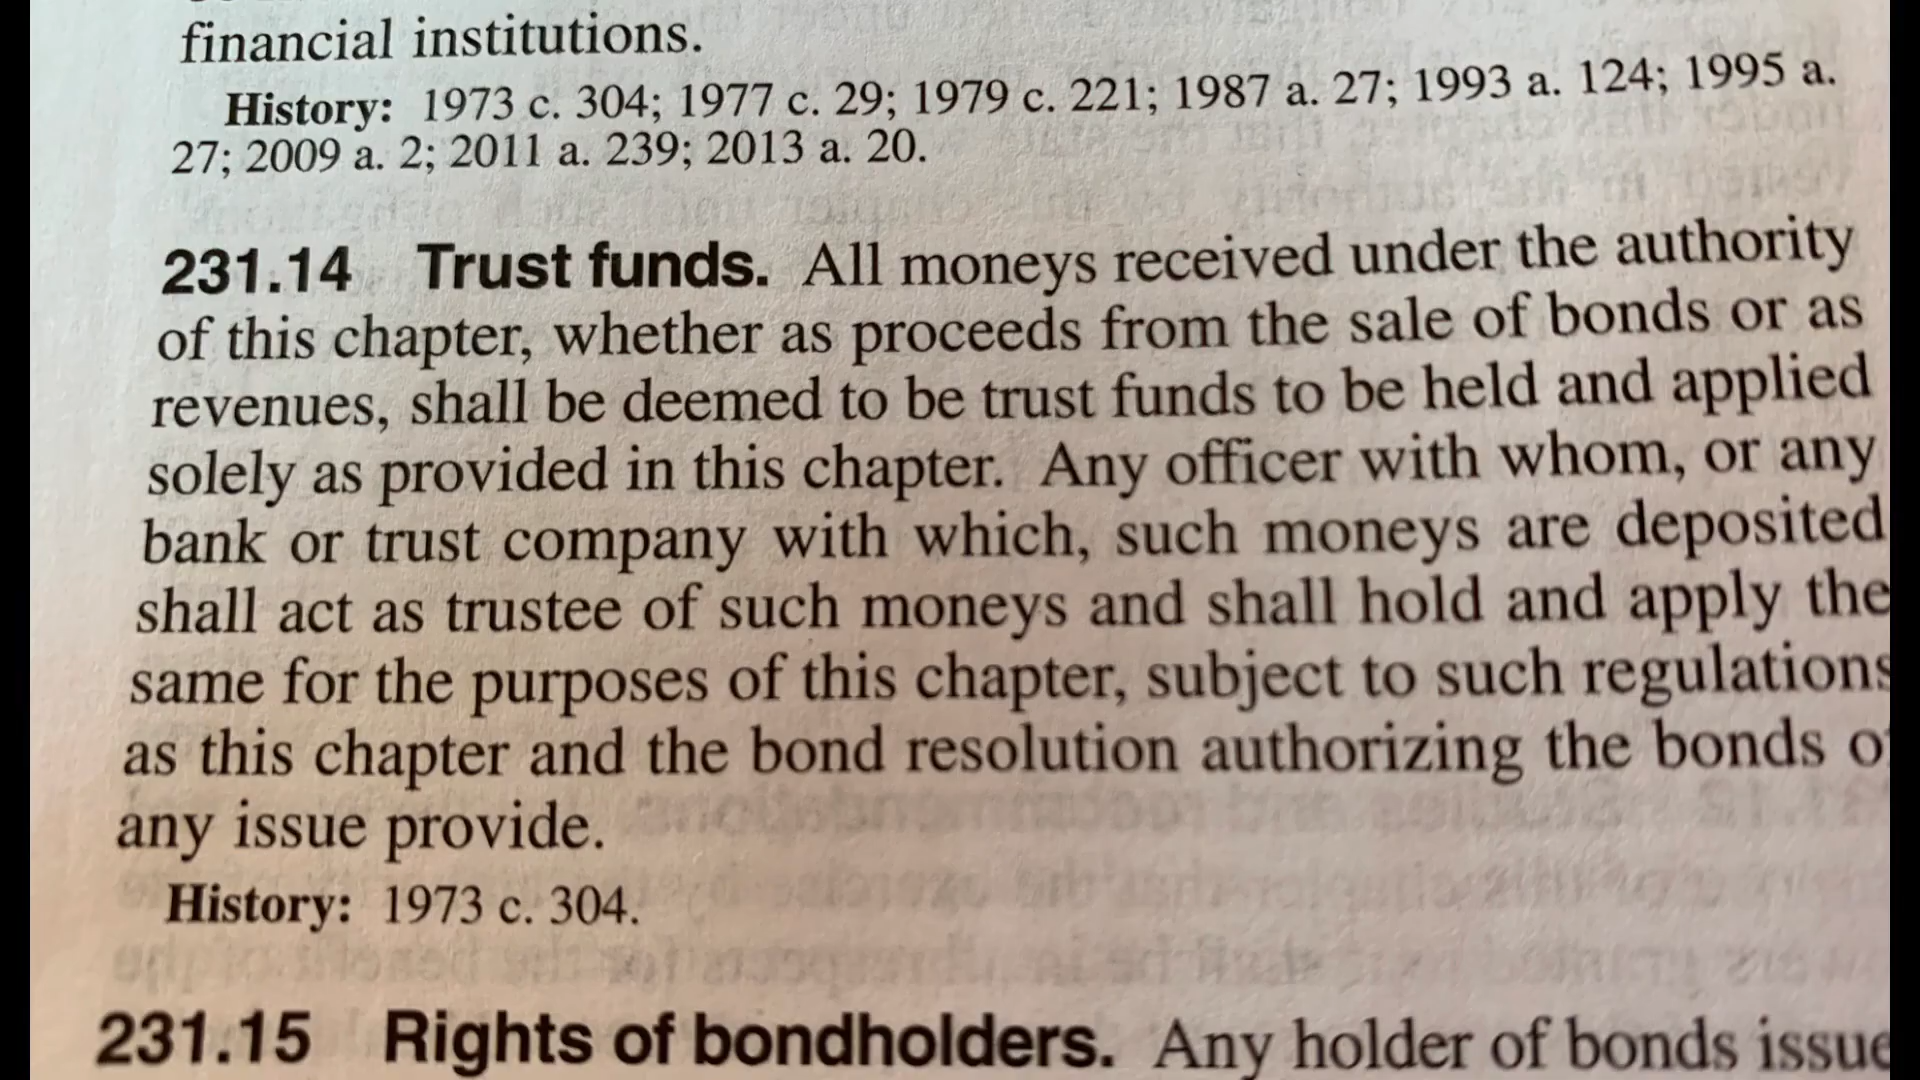 financial institutions.
History: 1973 c. 304; 1977 c. 29; 1979 c. 221; 1987 a. 27; 1993 a. 124; 1995 a.
27; 2009 a. 2; 2011 a. 239; 2013 a. 20.
231.14 Trust funds. All moneys received under the authority
of this chapter, whether as proceeds from the sale of bonds or as
revenues, shall be deemed to be trust funds to be held and applied
solely as provided in this chapter. Any officer with whom, or any
bank or trust company with which, such moneys are deposited
shall act as trustee of such moneys and shall hold and apply the
same for the purposes of this chapter, subject to such regulations
as this chapter and the bond resolution authorizing the bonds o
any issue provide.
History: 1973 c. 304.
231.15 Rights of bondholders. Any holder of bonds issue